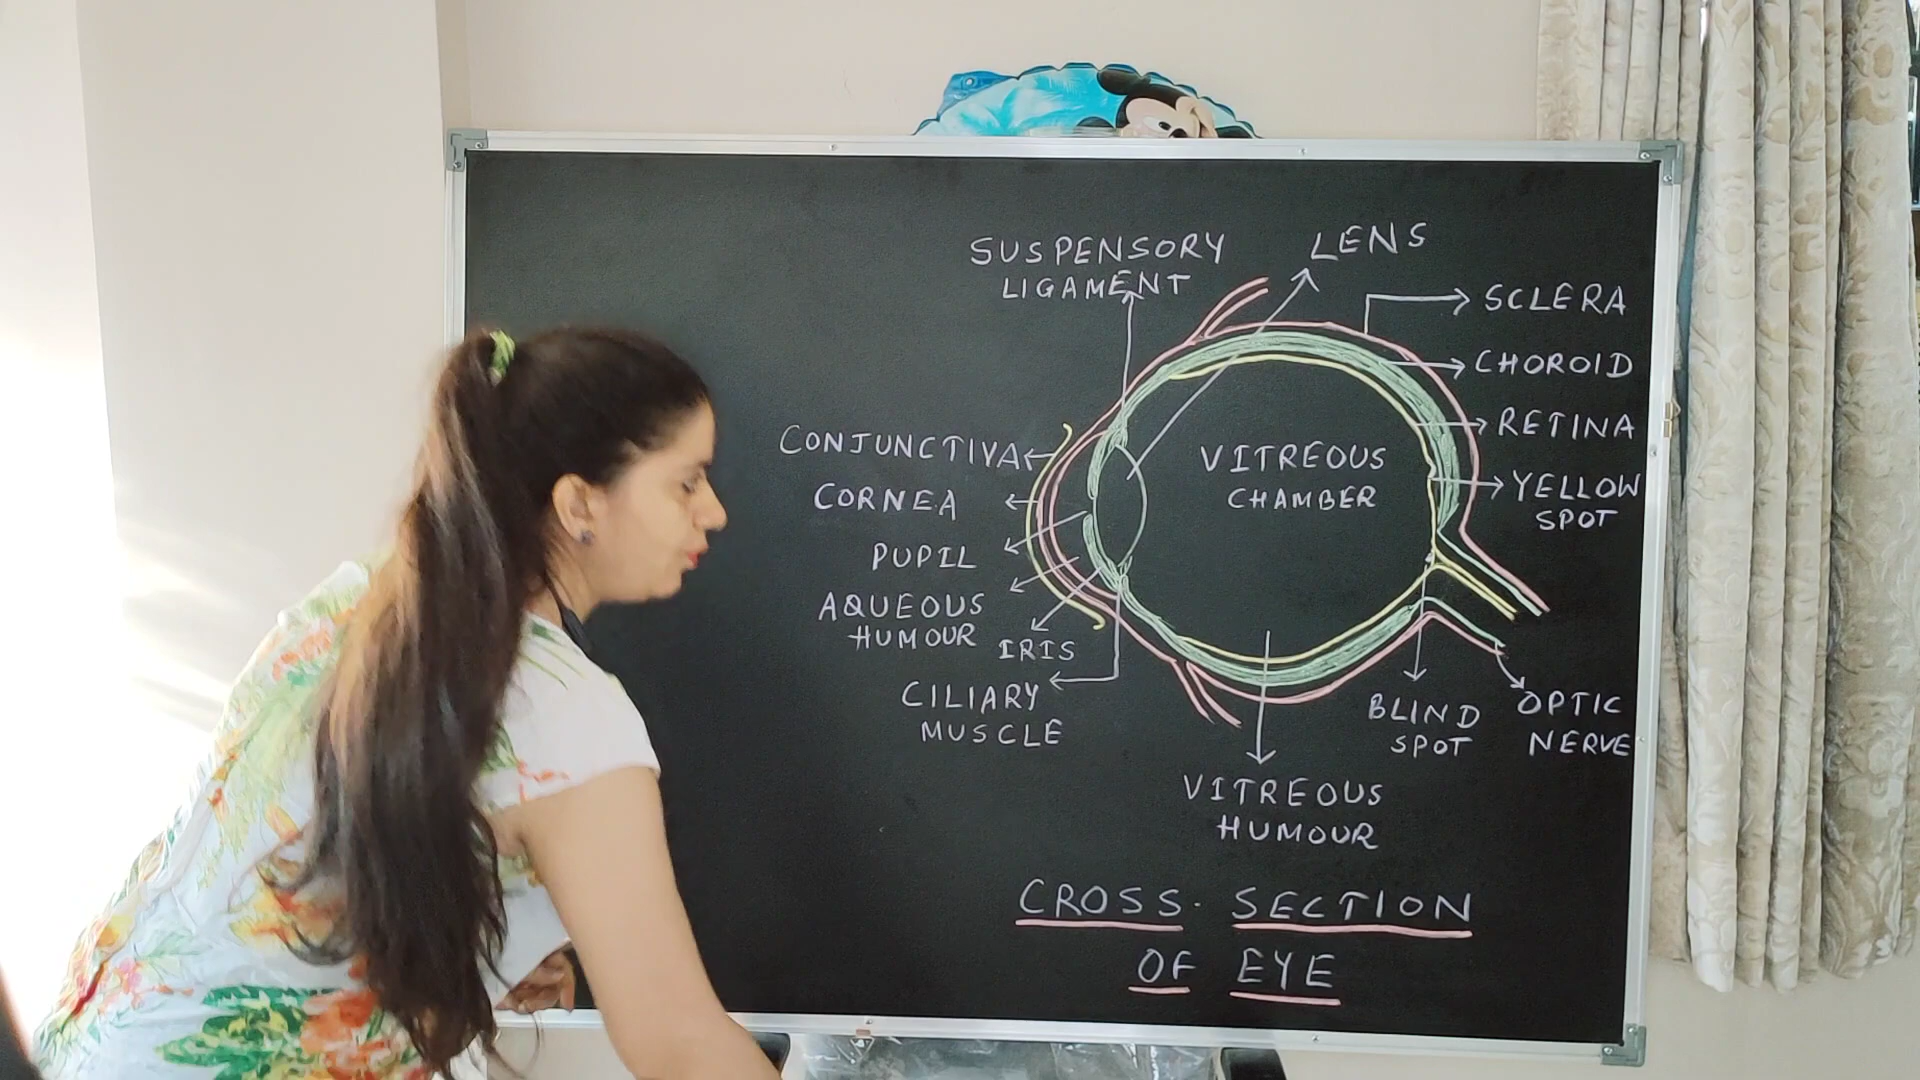 SUSPENSORY
LIGAMENT
LENS
SCLERA
CHOROID
RETINA
YELLOW
SPOT
CONJUNCTIVA
CORNEA
PUPIL
AQUEOUS
HUMOUR
IRIS
CILIARY
MUSCLE
VITREOUS
CHAMBER
BLIND
SPOT
OPTIC
NERVE
VITREOUS
HUMOUR
CROSS-SECTION
OF EYE